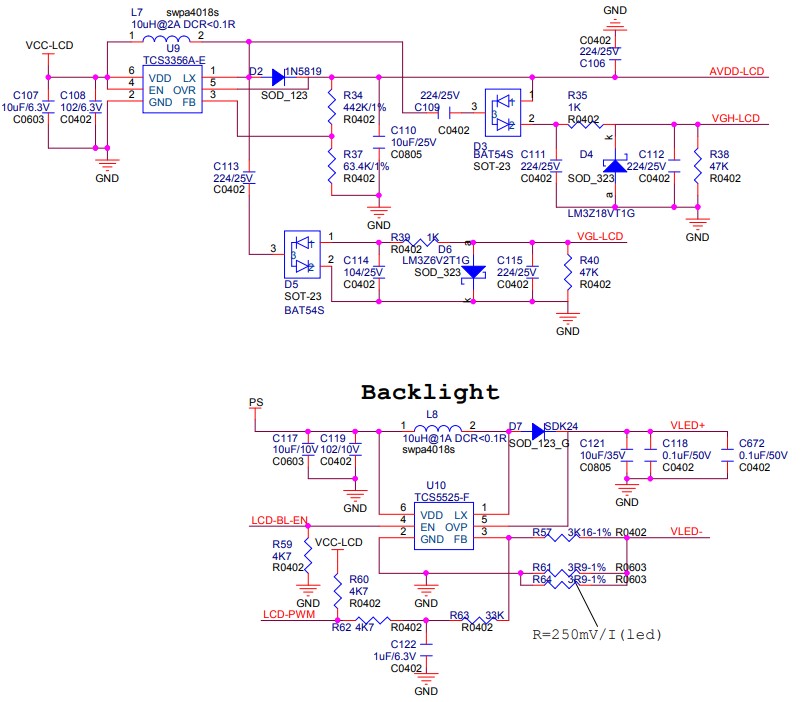 L7
swpa4018s
10uH@2A DCR<0.1R
VCC-LCD
1
2
U9
TCS3356A-E
6
VDD
LX
1
4
EN
OVR
5
2
GND
FB
3
C107
10uF/6.3V
C0603
C108
102/6.3V
C0402
GND
D2
1N5819
SOD_123
R34
442K/1%
R0402
R37
63.4K/1%
R0402
C110
10uF/25V
C0805
GND
C113
224/25V
C0402
224/25V
C109
C0402
3
1
2
D3
BAT54S
SOT-23
GND
C0402
224/25V
C106
AVDD-LCD
R35
1K
R0402
VGH-LCD
C111
224/25V
C0402
k
D4
SOD_323
a
LM3Z18VT1G
C112
224/25V
C0402
R38
47K
R0402
GND
3
1
2
D5
SOT-23
BAT54S
R39
1K
R0402
D6
LM3Z6V2T1G
SOD_323
a
k
VGL-LCD
C114
104/25V
C0402
C115
224/25V
C0402
R40
47K
R0402
GND
Backlight
PS
C117
10uF/10V
C0603
C119
102/10V
C0402
GND
L8
1
2
10uH@1A DCR<0.1R
swpa4018s
D7
SDK24
SOD_123_G
VLED+
C121
10uF/35V
C0805
C118
0.1uF/50V
C0402
C672
0.1uF/50V
C0402
GND
U10
TCS5525-F
6
VDD
LX
1
4
EN
OVP
5
2
GND
FB
3
LCD-BL-EN
R59
4K7
R0402
GND
VCC-LCD
R60
4K7
R0402
GND
R57
3K16-1%
R0402
VLED-
R61
3R9-1%
R0603
R64
3R9-1%
R0603
LCD-PWM
R62
4K7
R0402
R63
33K
R0402
C122
1uF/6.3V
C0402
GND
R=250mV/I(led)